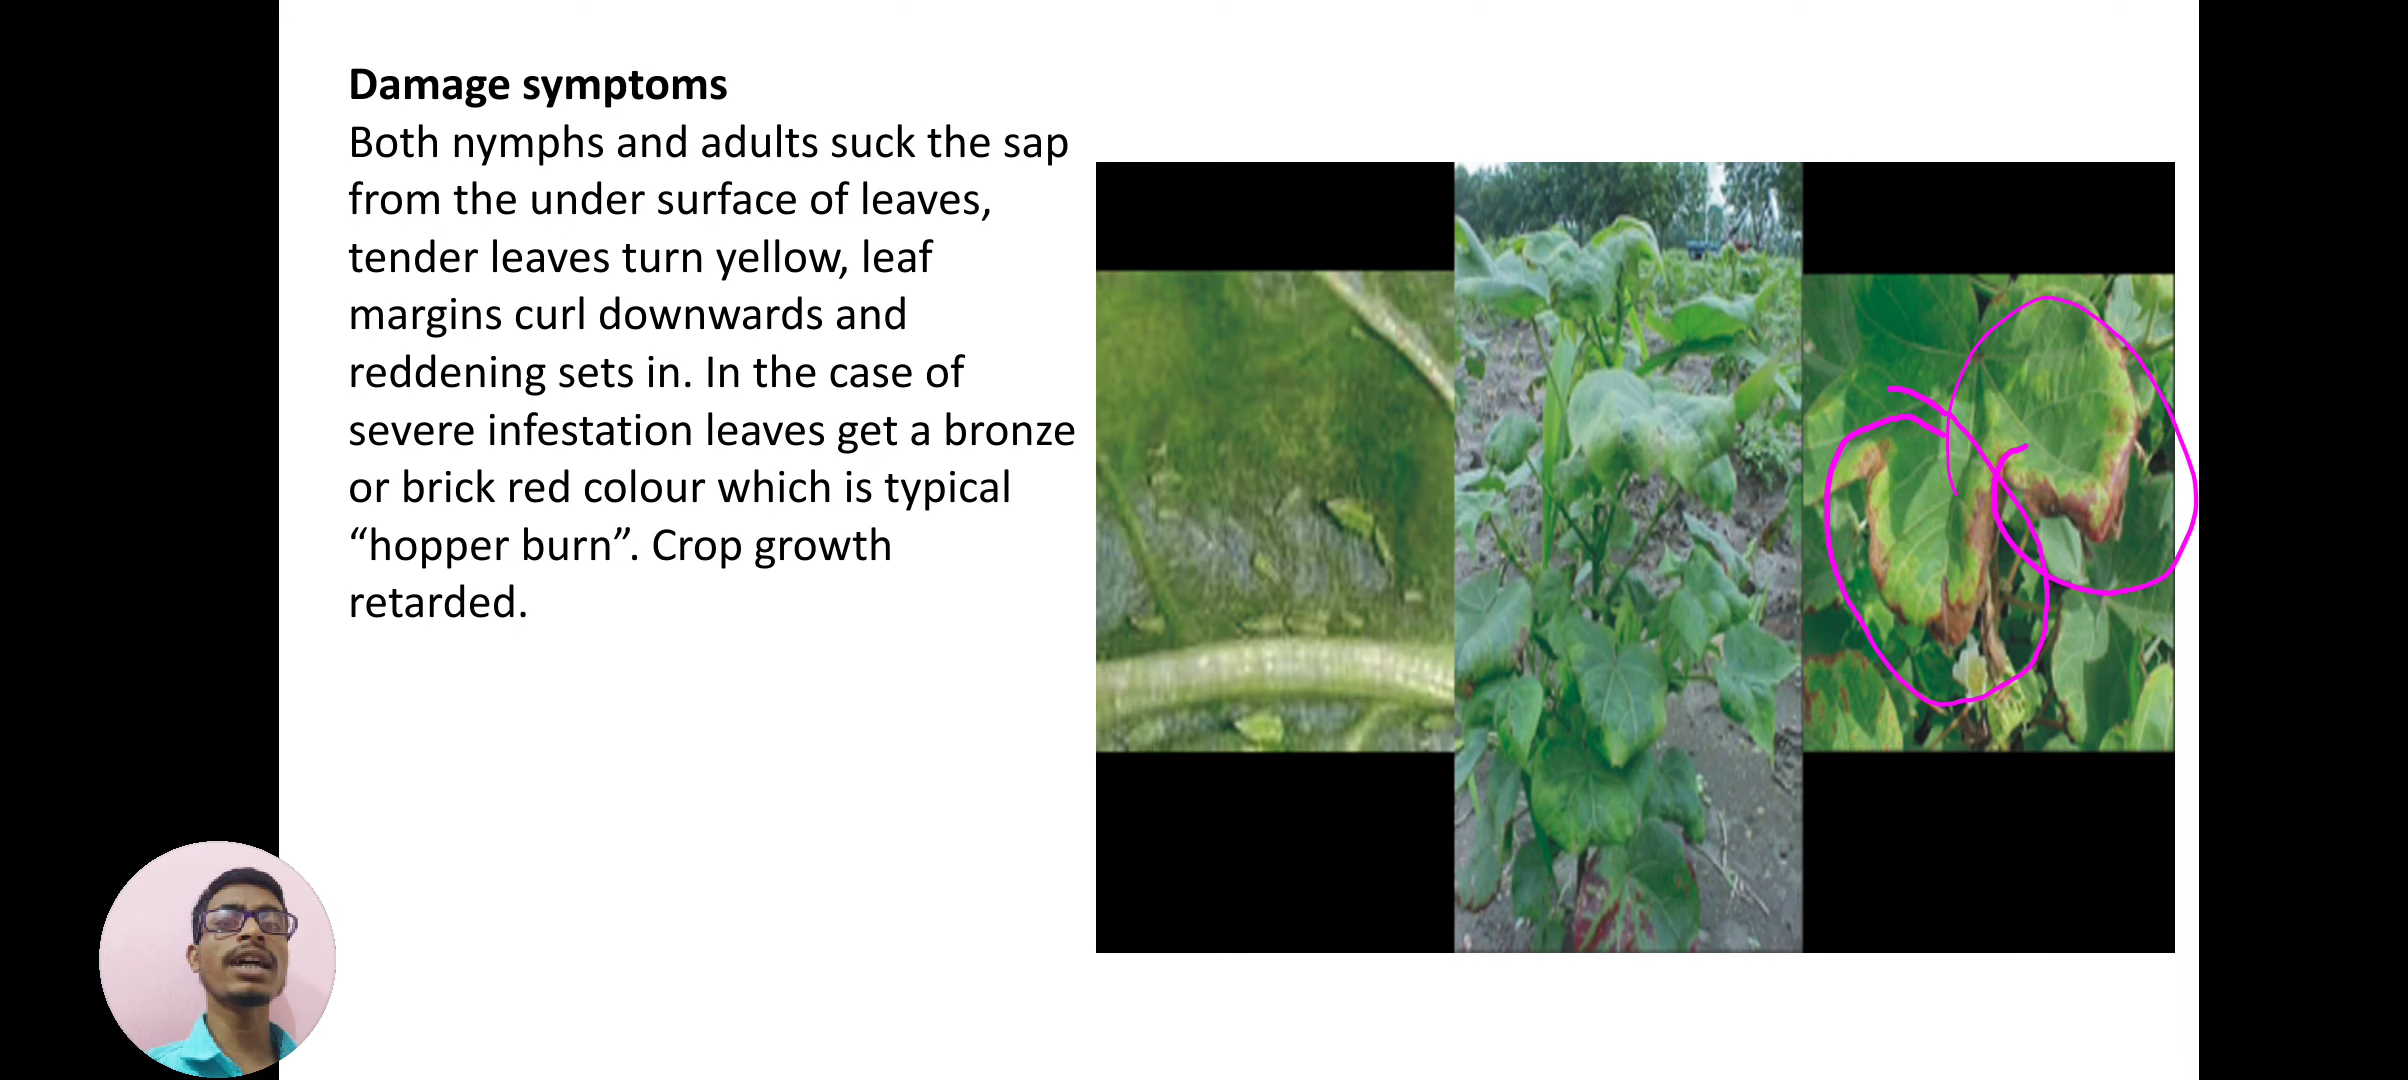 Damage symptoms
Both nymphs and adults suck the sap
from the under surface of leaves,
tender leaves turn yellow, leaf
margins curl downwards and
reddening sets in. In the case of
severe infestation leaves get a bronze
or brick red colour which is typical
“hopper burn”. Crop growth
retarded.